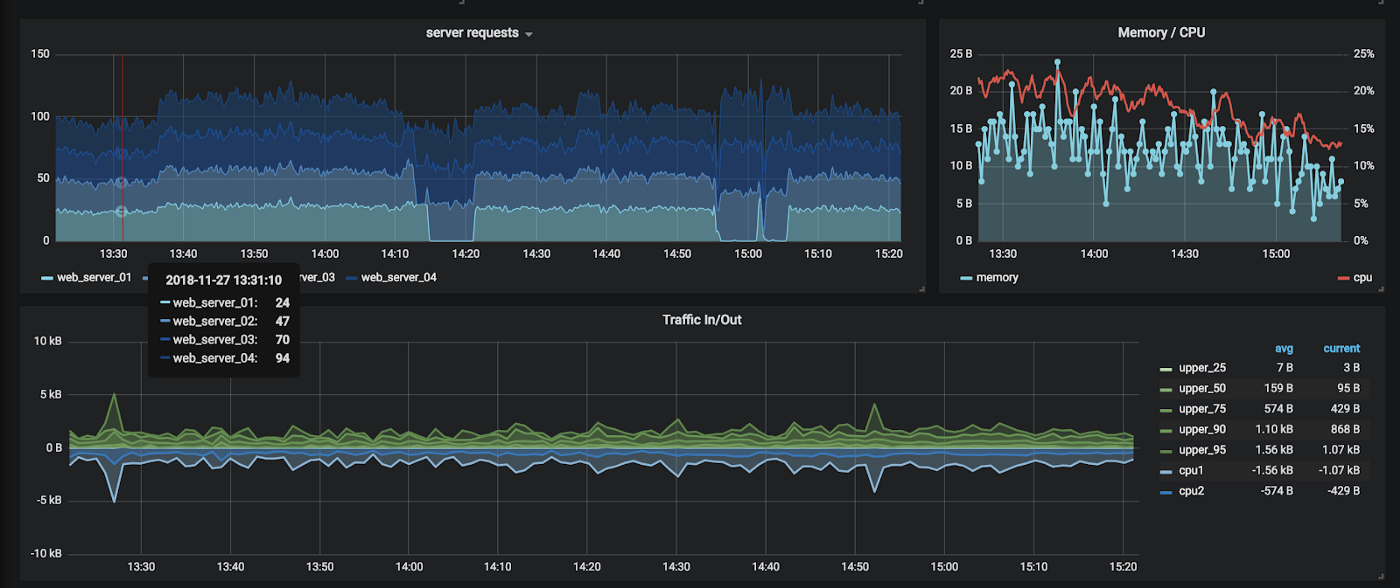 server requests
Memory / CPU
150
100
50
0
13:30 13:40 13:50 14:00 14:10 14:20 14:30 14:40 14:50 15:00 15:10 15:20
web_server_01 rver_03 web_server_04
2018-11-27 13:31:10
web_server_01: 24
web_server_02: 47
web_server_03: 70
web_server_04: 94
25 B 25%
20 B 20%
15 B 15%
10 B 10%
5 B 5%
0 B 0%
13:30 14:00 14:30 15:00
memory cpu
Traffic In/Out
10 kB
5 kB
0 B
-5 kB
-10 kB
13:30 13:40 13:50 14:00 14:10 14:20 14:30 14:40 14:50 15:00 15:10 15:20
avg current
upper_25 7 B 3 B
upper_50 159 B 95 B
upper_75 574 B 429 B
upper_90 1.10 kB 868 B
upper_95 1.56 kB 1.07 kB
cpu1 -1.56 kB -1.07 kB
cpu2 -574 B -429 B